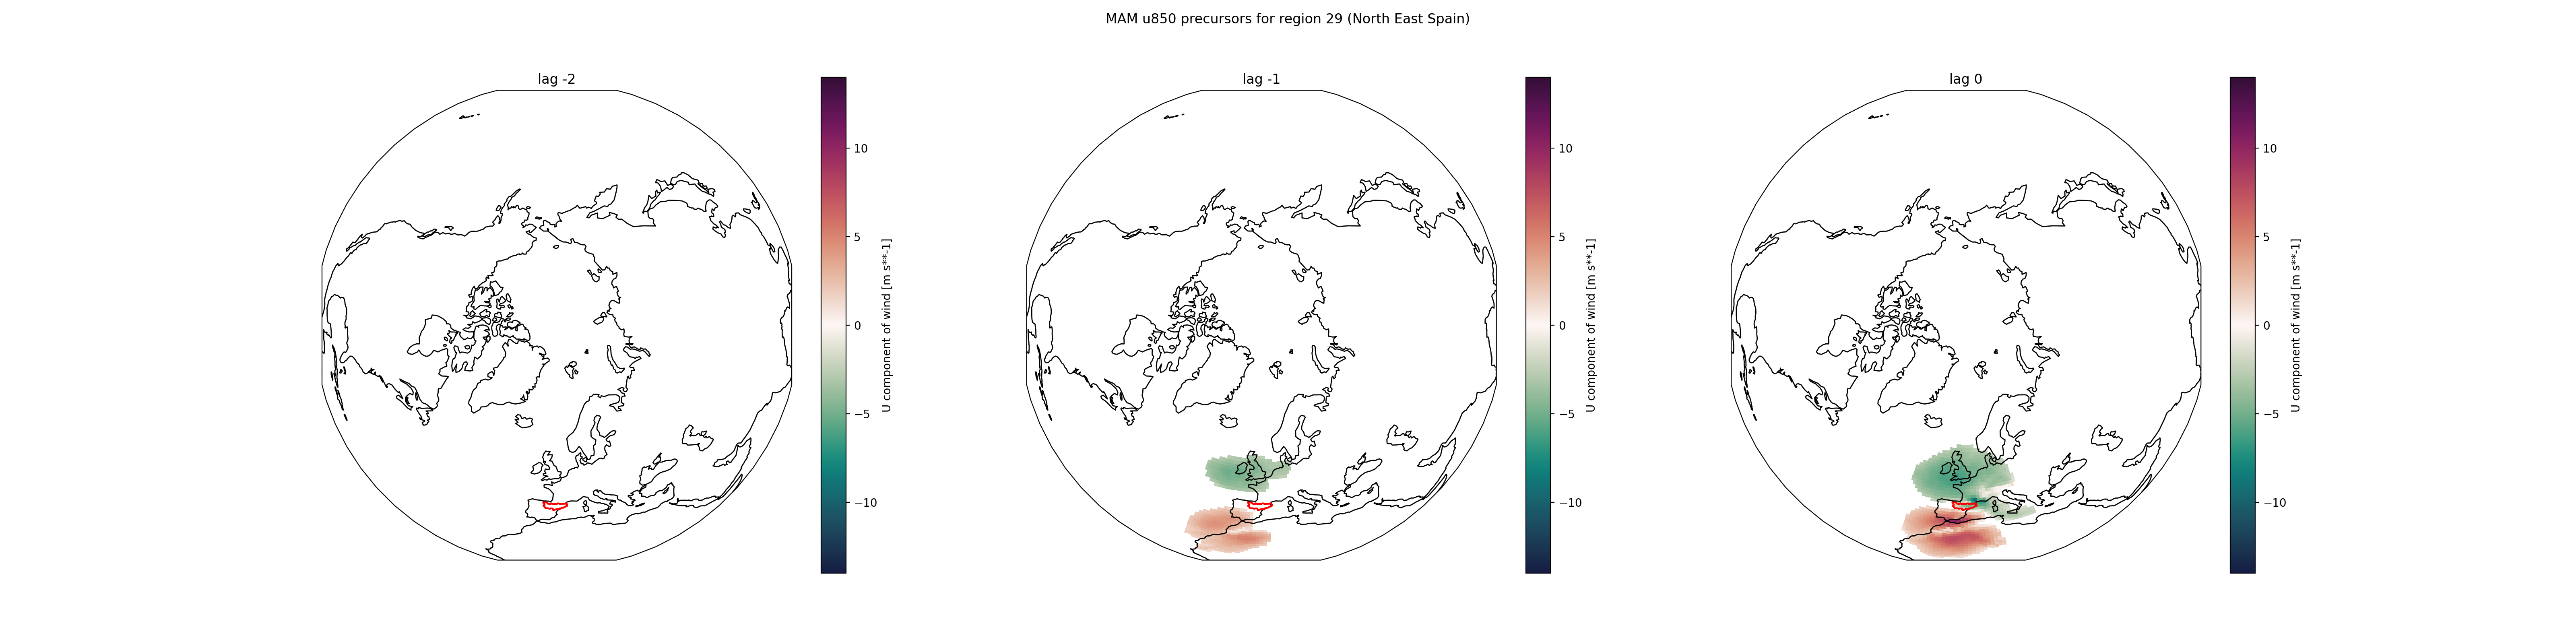 MAM u850 precursors for region 29 (North East Spain)
lag -2
10
5
0
−5
−10
U component of wind [m s**-1]
lag -1
10
5
0
−5
−10
U component of wind [m s**-1]
lag 0
10
5
0
−5
−10
U component of wind [m s**-1]